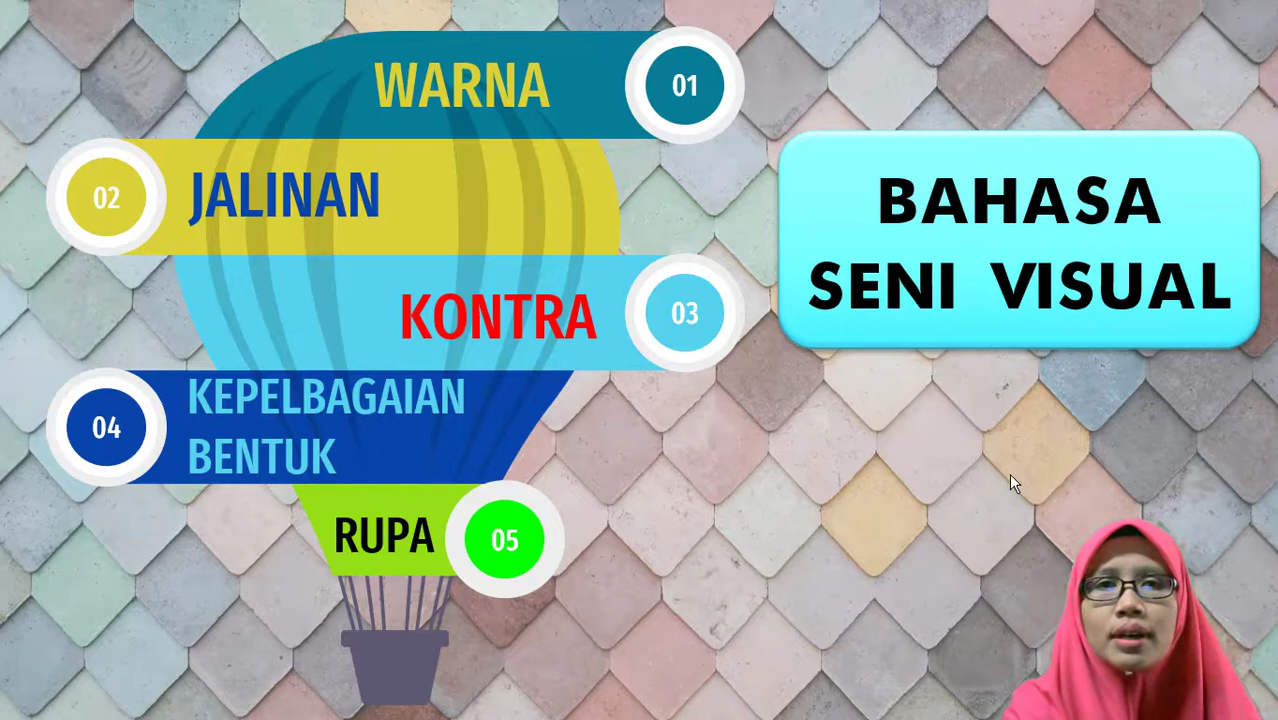 WARNA
01
02
JALINAN
KONTRA
03
04
KEPELBAGAIAN
BENTUK
RUPA
05
BAHASA
SENI VISUAL